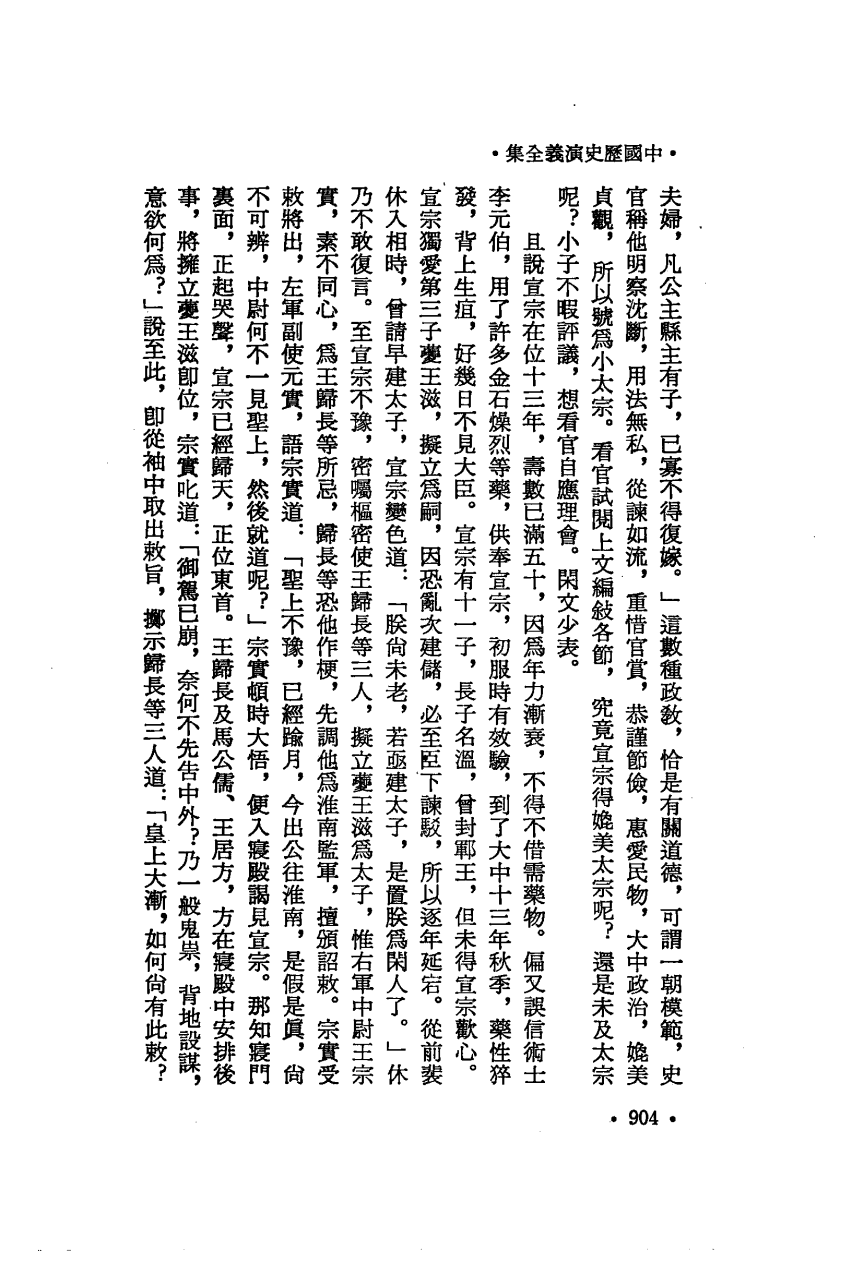 •中國歷史演義全集•
夫婦，凡公主縣主有子，已寡不得復嫁。」這數種政敎，恰是有關道德，可謂一朝模範，史
官稱他明察沈斷，用法無私，從諫如流，重惜官賞，恭謹節儉，惠愛民物，大中政治，媲美
貞觀，所以號爲小太宗。看官試閱上文編敍各節，究竟宣宗得媲美太宗呢？還是未及太宗
呢？小子不暇評議，想看官自應理會。閑文少表。
且說宣宗在位十三年，壽數已滿五十，因爲年力漸衰，不得不借需藥物。偏又誤信術士
李元伯，用了許多金石燥烈等藥，供奉宣宗，初服時有效驗，到了大中十三年秋季，藥性猝
發，背上生疽，好幾日不見大臣。宣宗有十一子，長子名溫，曾封鄆王，但未得宣宗歡心。
宣宗獨愛第三子夔王滋，擬立爲嗣，因恐亂次建儲，必至臣下諫駁，所以逐年延宕。從前裴
休入相時，曾請早建太子，宣宗變色道：「朕尙未老，若亟建太子，是置朕爲閑人了。」休
乃不敢復言。至宣宗不豫，密囑樞密使王歸長等三人，擬立夔王滋爲太子，惟右軍中尉王宗
實，素不同心，爲王歸長等所忌，歸長等恐他作梗，先調他爲淮南監軍，擅頒詔敕。宗實受
敕將出，左軍副使元實，語宗實道：「聖上不豫，已經踰月，今出公往淮南，是假是眞，尙
不可辨，中尉何不一見聖上，然後就道呢？」宗實頓時大悟，便入寢殿謁見宣宗。那知寢門
裏面，正起哭聲，宣宗已經歸天，正位東首。王歸長及馬公儒、王居方，方在寢殿中安排後
事，將擁立夔王滋卽位，宗實叱道：「御駕已崩，奈何不先吿中外？乃一般鬼祟，背地設謀，
意欲何爲？」說至此，卽從袖中取出敕旨，擲示歸長等三人道：「皇上大漸，如何尙有此敕？
•904•